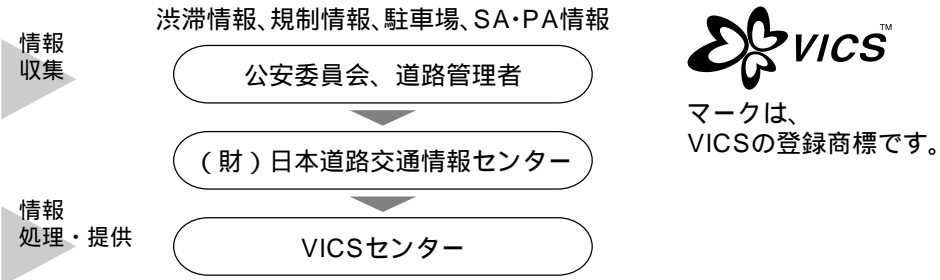 渋滞情報、規制情報、駐車場、SA・PA情報
情報
収集
公安委員会、道路管理者
(財)日本道路交通情報センター
情報
処理・提供
VICSセンター
VICS™
マークは、
VICSの登録商標です。